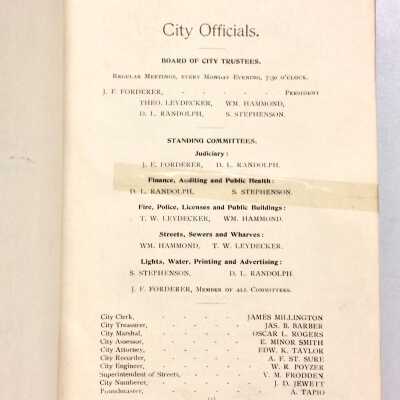 City Officials.
BOARD OF CITY TRUSTEES.
REGULAR MEETINGS, EVERY MONDAY EVENING, 7:30 O'CLOCK.
J. F. FORDERER, - - - - - PRESIDENT
THEO. LEYDECKER, WM. HAMMOND,
D. L. RANDOLPH, S. STEPHENSON.
STANDING COMMITTEES.
Judiciary:
J. F. FORDERER, D. L. RANDOLPH.
Finance, Auditing and Public Health:
D. L. RANDOLPH, S. STEPHENSON.
Fire, Police, Licenses and Public Buildings:
T. W. LEYDECKER, WM. HAMMOND.
Streets, Sewers and Wharves:
WM. HAMMOND, T. W. LEYDECKER.
Lights, Water, Printing and Advertising:
S. STEPHENSON, D. L. RANDOLPH.
J. F. FORDERER, MEMBER OF ALL COMMITTEES.
City Clerk, - - - - JAMES MILLINGTON
City Treasurer, - - - - JAS. B. BARBER
City Marshal, - - - - OSCAR L. ROGERS
City Assessor, - - - - E. MINOR SMITH
City Attorney, - - - - EDW. K. TAYLOR
City Recorder, - - - - A. F. ST. SURE
City Engineer, - - - - W. R. POYZER
Superintendent of Streets, - - - V. M. FRODDEN
City Numberer, - - - - J. D. JEWETT
Poundmaster, - - - - A. TAPIO